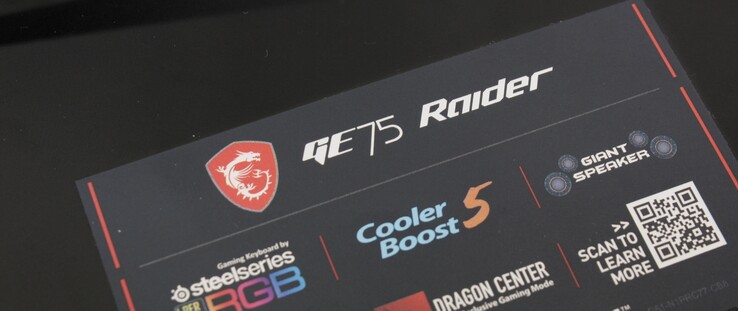 GE75 Raider
Gaming Keyboard by
steelseries
RGB
Cooler
Boost 5
GIANT
SPEAKER
DRAGON CENTER
Gaming Mode
>>
SCAN TO
LEARN
MORE